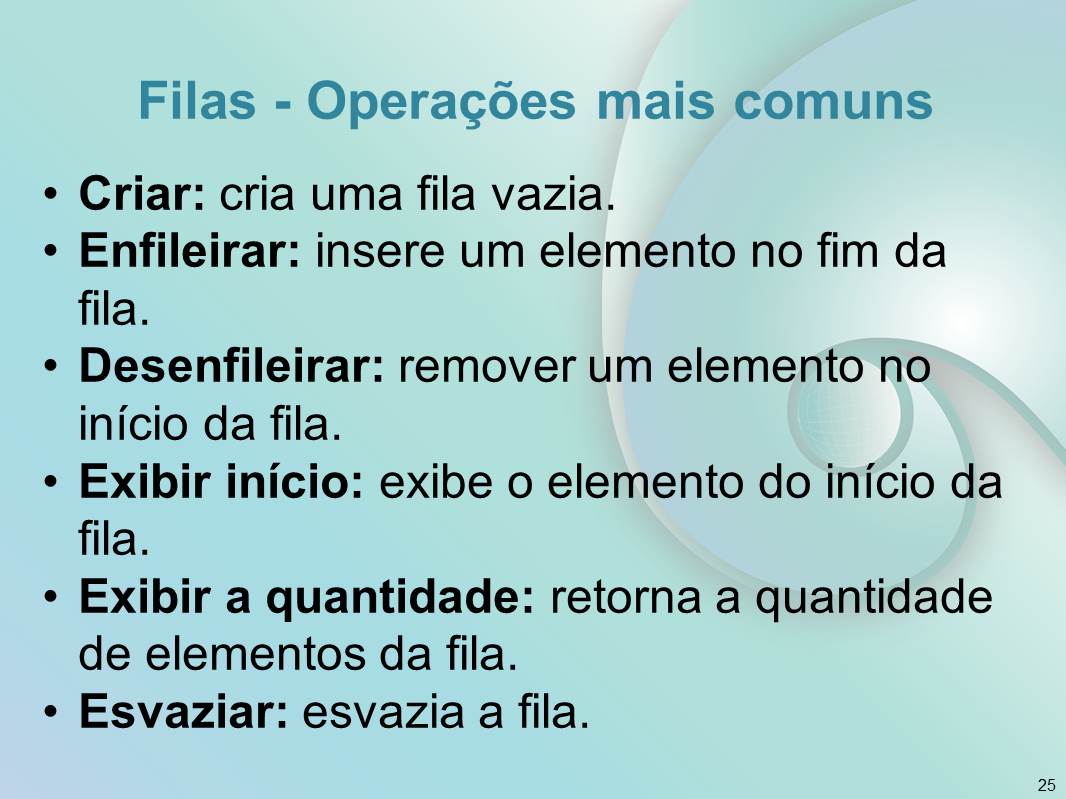 Filas - Operações mais comuns
• Criar: cria uma fila vazia.
• Enfileirar: insere um elemento no fim da
fila.
• Desenfileirar: remover um elemento no
início da fila.
• Exibir início: exibe o elemento do início da
fila.
• Exibir a quantidade: retorna a quantidade
de elementos da fila.
• Esvaziar: esvazia a fila.
25